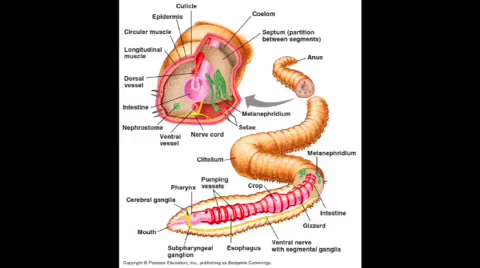 Cuticle
Epidermis
Coelom
Circular muscle
Septum (partition
between segments)
Longitudinal
muscle
Anus
Dorsal
vessel
Intestine
Metanephridium
Nephrostome
Setae
Ventral
vessel
Nerve cord
Clitellum
Metanephridium
Pumping
vessels
Crop
Pharynx
Cerebral ganglia
Intestine
Gizzard
Mouth
Subpharyngeal
ganglion
Esophagus
Ventral nerve
with segmental ganglia
Copyright © Pearson Education, Inc., publishing as Benjamin Cummings.